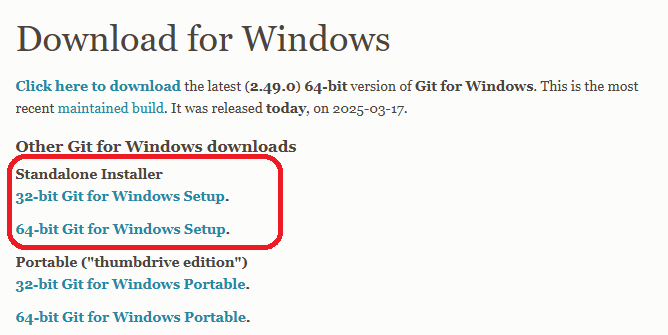 Download for Windows
Click here to download the latest (2.49.0) 64-bit version of Git for Windows. This is the most
recent maintained build. It was released today, on 2025-03-17.
Other Git for Windows downloads
Standalone Installer
32-bit Git for Windows Setup.
64-bit Git for Windows Setup.
Portable ("thumbdrive edition")
32-bit Git for Windows Portable.
64-bit Git for Windows Portable.